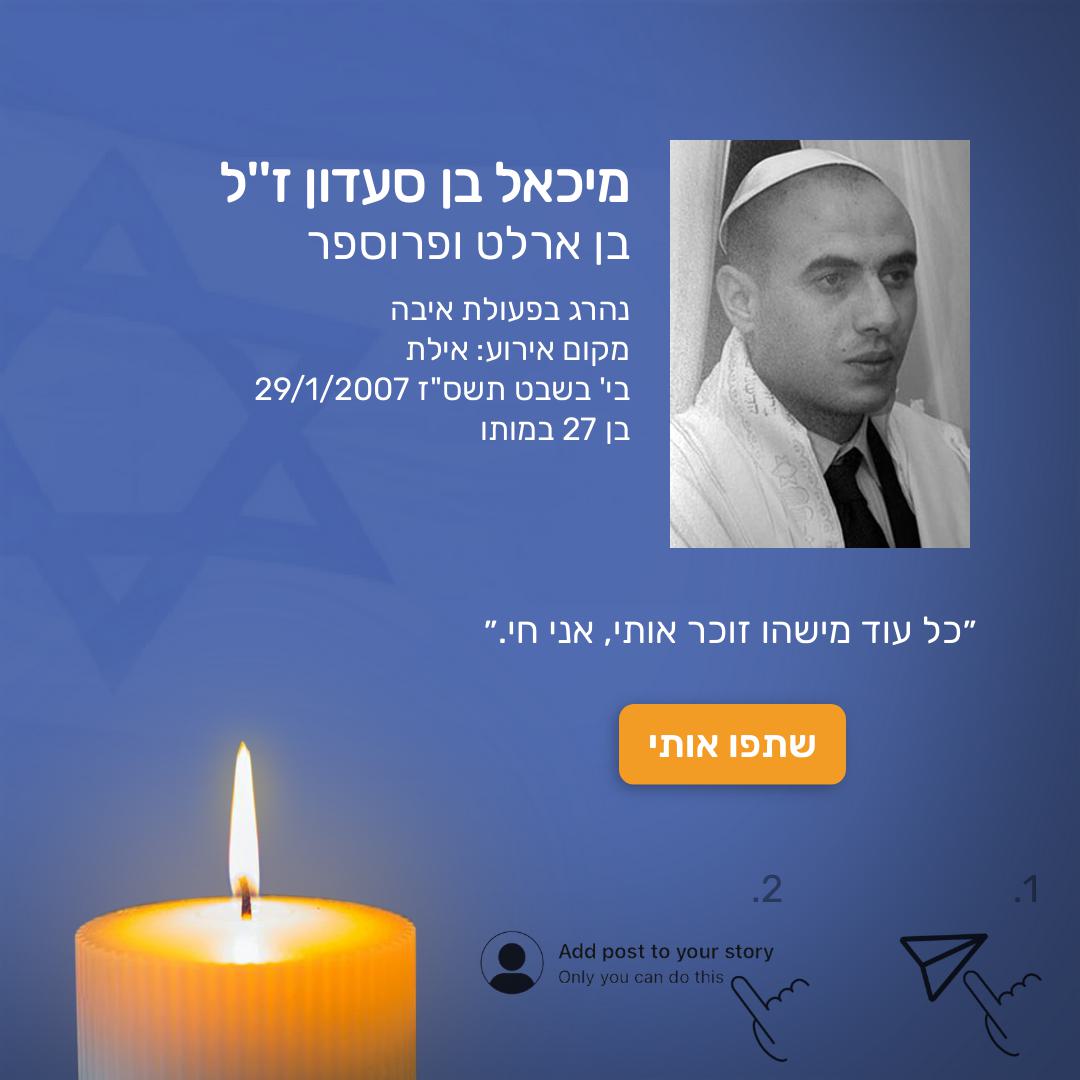 מיכאל בן סעדון ז"ל
בן ארלט ופרוספר
נהרג בפעולת איבה
מקום אירוע: אילת
בי' בשבט תשס"ז 29/1/2007
בן 27 במותו
״כל עוד מישהו זוכר אותי, אני חי.״
שתפו אותי
.1
.2
Add post to your story
Only you can do this